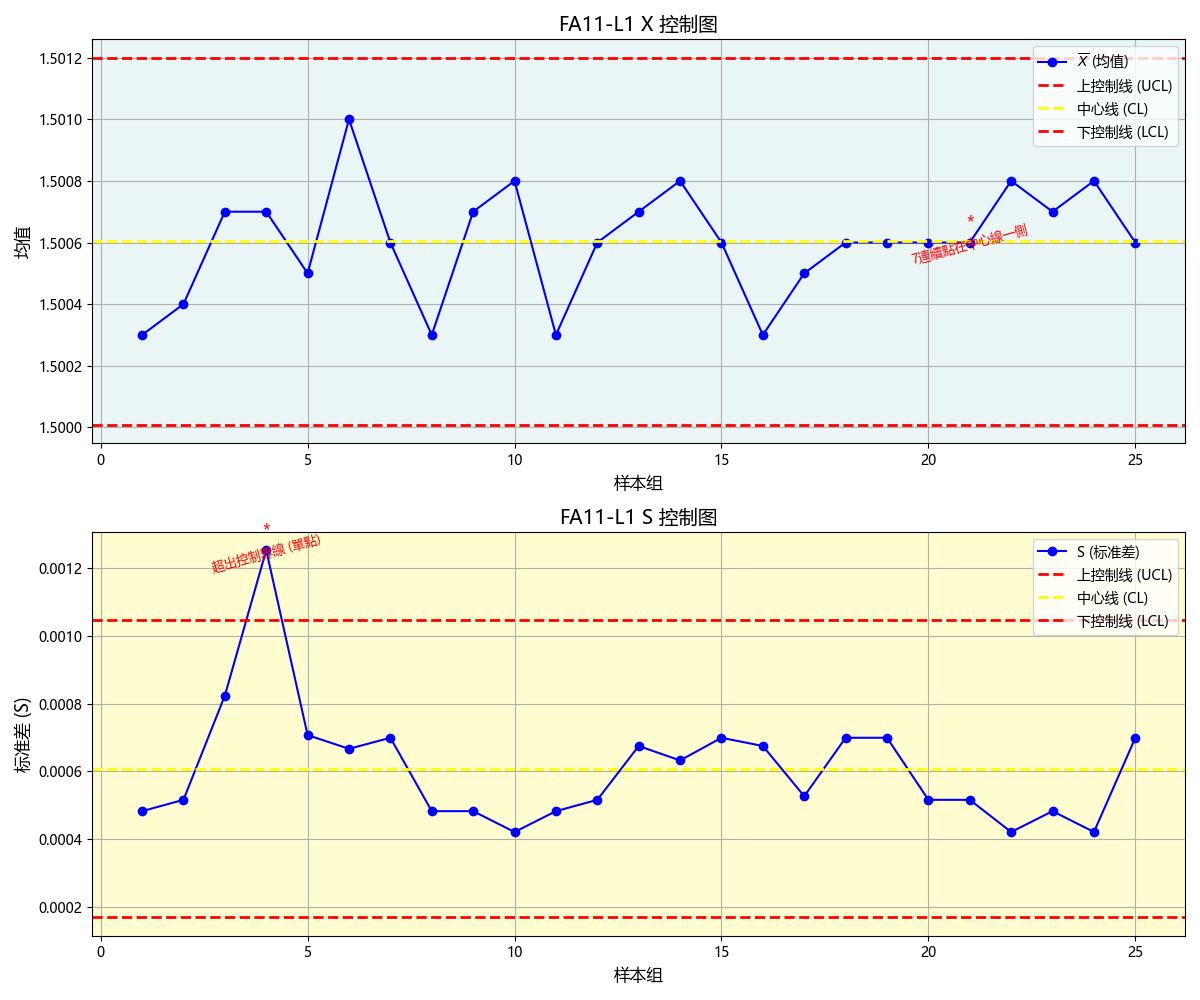 FA11-L1 X 控制图
均值
1.5012
1.5010
1.5008
1.5006
1.5004
1.5002
1.5000
X (均值)
上控制线 (UCL)
中心线 (CL)
下控制线 (LCL)
*
7連續點在中心線一側
0 5 10 15 20 25
样本组
FA11-L1 S 控制图
标准差 (S)
0.0012
0.0010
0.0008
0.0006
0.0004
0.0002
*
超出控制界線 (單點)
S (标准差)
上控制线 (UCL)
中心线 (CL)
下控制线 (LCL)
0 5 10 15 20 25
样本组